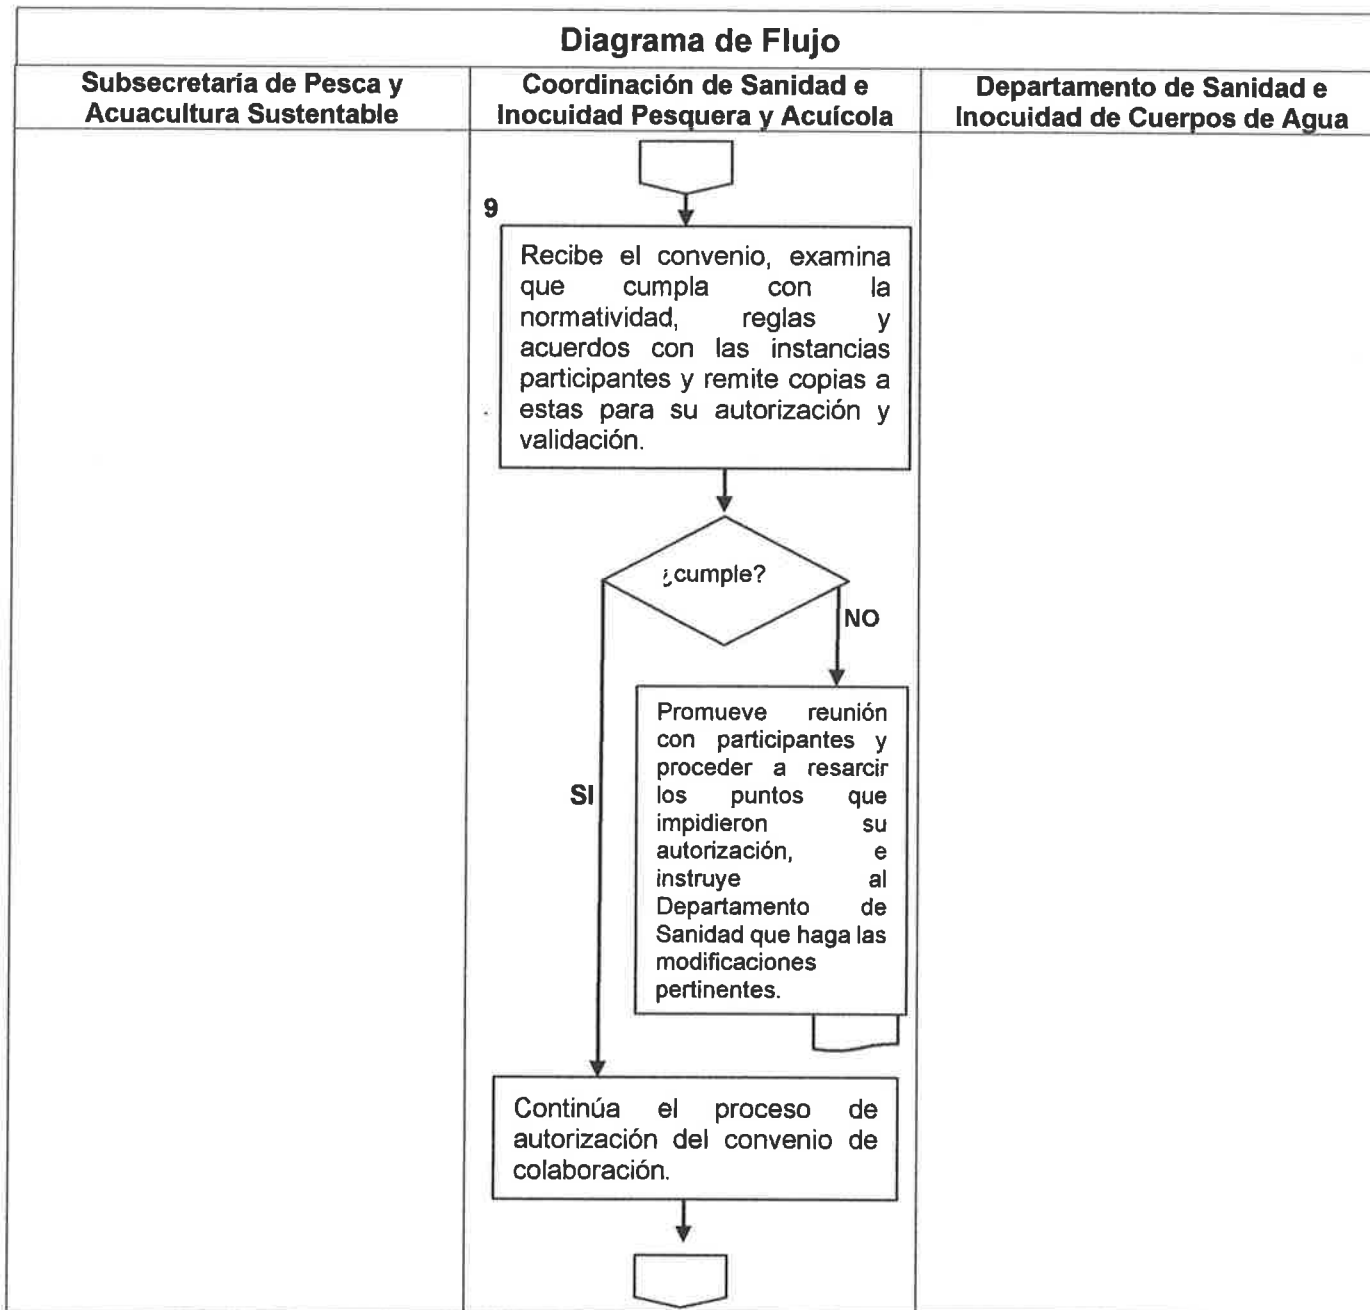 Diagrama de Flujo
Subsecretaría de Pesca y
Acuacultura Sustentable
Coordinación de Sanidad e
Inocuidad Pesquera y Acuícola
Departamento de Sanidad e
Inocuidad de Cuerpos de Agua
9
Recibe el convenio, examina
que cumpla con la
normatividad, reglas y
acuerdos con las instancias
participantes y remite copias a
estas para su autorización y
validación.
¿cumple?
NO
Promueve reunión
con participantes y
proceder a resarcir
los puntos que
impidieron su
autorización, e
instruye al
Departamento de
Sanidad que haga las
modificaciones
pertinentes.
SI
Continúa el proceso de
autorización del convenio de
colaboración.